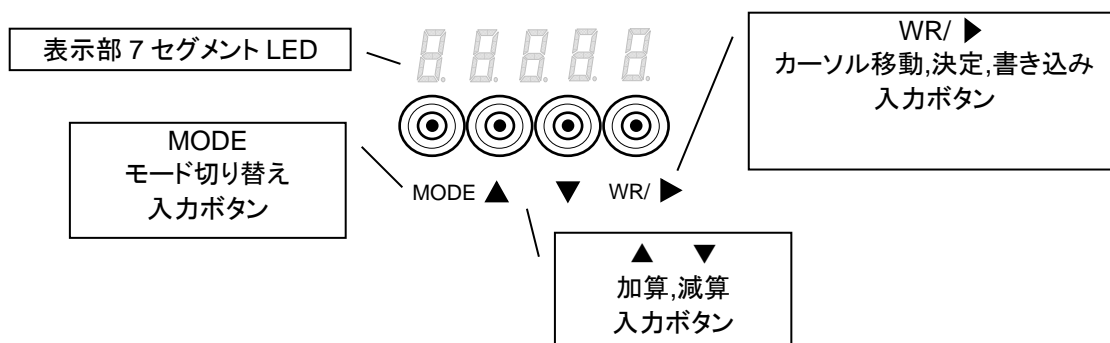 表示部 7 セグメント LED
WR/ ▶
カーソル移動,決定,書き込み
入力ボタン
MODE
モード切り替え
入力ボタン
MODE ▲ ▼ WR/ ▶
▲ ▼
加算,減算
入力ボタン